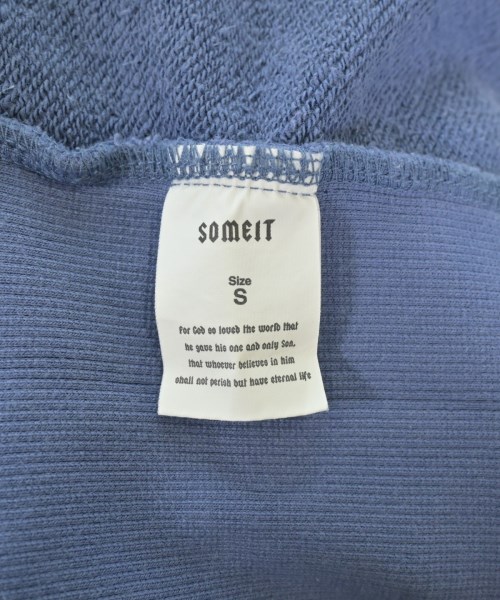 SOMEIT
Size
S
For God so loved the world that
he gave his one and only Son,
that whoever believes in him
shall not perish but have eternal life